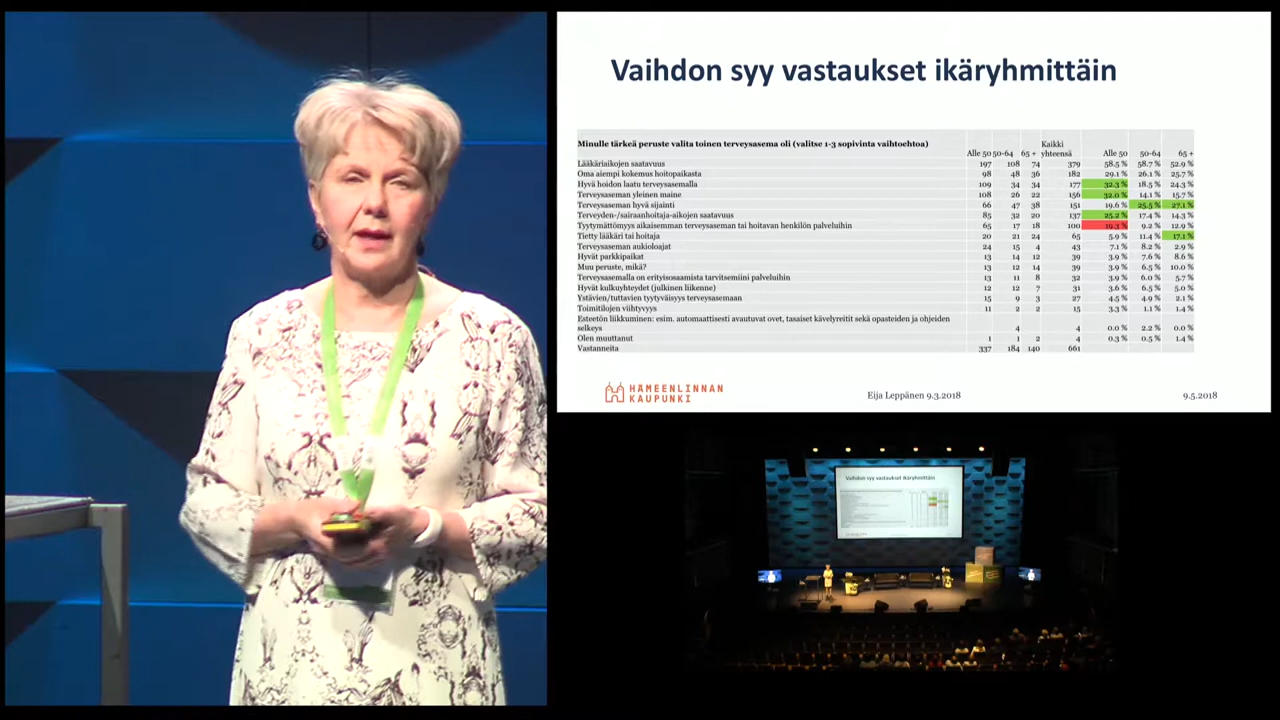 Vaihdon syy vastaukset ikäryhmittäin
Minulle tärkeä peruste valita toinen terveysasema oli (valitse 1-3 sopivinta vaihtoehtoa) Alle 50 50-64 65 + Kaikki yhteensä Alle 50 50-64 65 +
Lääkäriaikojen saatavuus 197 108 74 379 58.5 % 58.7 % 52.9 %
Oma aiempi kokemus hoitopaikasta 98 48 36 182 29.1 % 26.1 % 25.7 %
Hyvä hoidon laatu terveysasemalla 109 34 34 177 32.3 % 18.5 % 24.3 %
Terveysaseman yleinen maine 108 26 22 156 32.0 % 14.1 % 15.7 %
Terveysaseman hyvä sijainti 66 47 38 151 19.6 % 25.5 % 27.1 %
Terveyden-/sairaanhoitaja-aikojen saatavuus 85 32 20 137 25.2 % 17.4 % 14.3 %
Tyytymättömyys aikaisemman terveysaseman tai hoitavan henkilön palveluihin 65 17 18 100 19.3 % 9.2 % 12.9 %
Tietty lääkäri tai hoitaja 20 21 24 65 5.9 % 11.4 % 17.1 %
Terveysaseman aukioloajat 24 15 4 43 7.1 % 8.2 % 2.9 %
Hyvät parkkipaikat 13 14 12 39 3.9 % 7.6 % 8.6 %
Muu peruste, mikä? 13 12 14 39 3.9 % 6.5 % 10.0 %
Terveysasemalla on erityisosaamista tarvitsemiini palveluihin 13 11 8 32 3.9 % 6.0 % 5.7 %
Hyvät kulkuyhteydet (julkinen liikenne) 12 12 7 31 3.6 % 6.5 % 5.0 %
Ystävien/tuttavien tyytyväisyys terveysasemaan 15 9 3 27 4.5 % 4.9 % 2.1 %
Toimitilojen viihtyvyys 11 2 2 15 3.3 % 1.1 % 1.4 %
Esteetön liikkuminen: esim. automaattisesti avautuvat ovet, tasaiset kävelyreitit sekä opasteiden ja ohjeiden
selkeys 4 4 0.0 % 2.2 % 0.0 %
Olen muuttanut 1 1 2 4 0.3 % 0.5 % 1.4 %
Vastanneita 337 184 140 661
HÄMEENLINNAN
KAUPUNKI
Eija Leppänen 9.3.2018
9.5.2018
Vaihdon syy vastaukset ikäryhmittäin